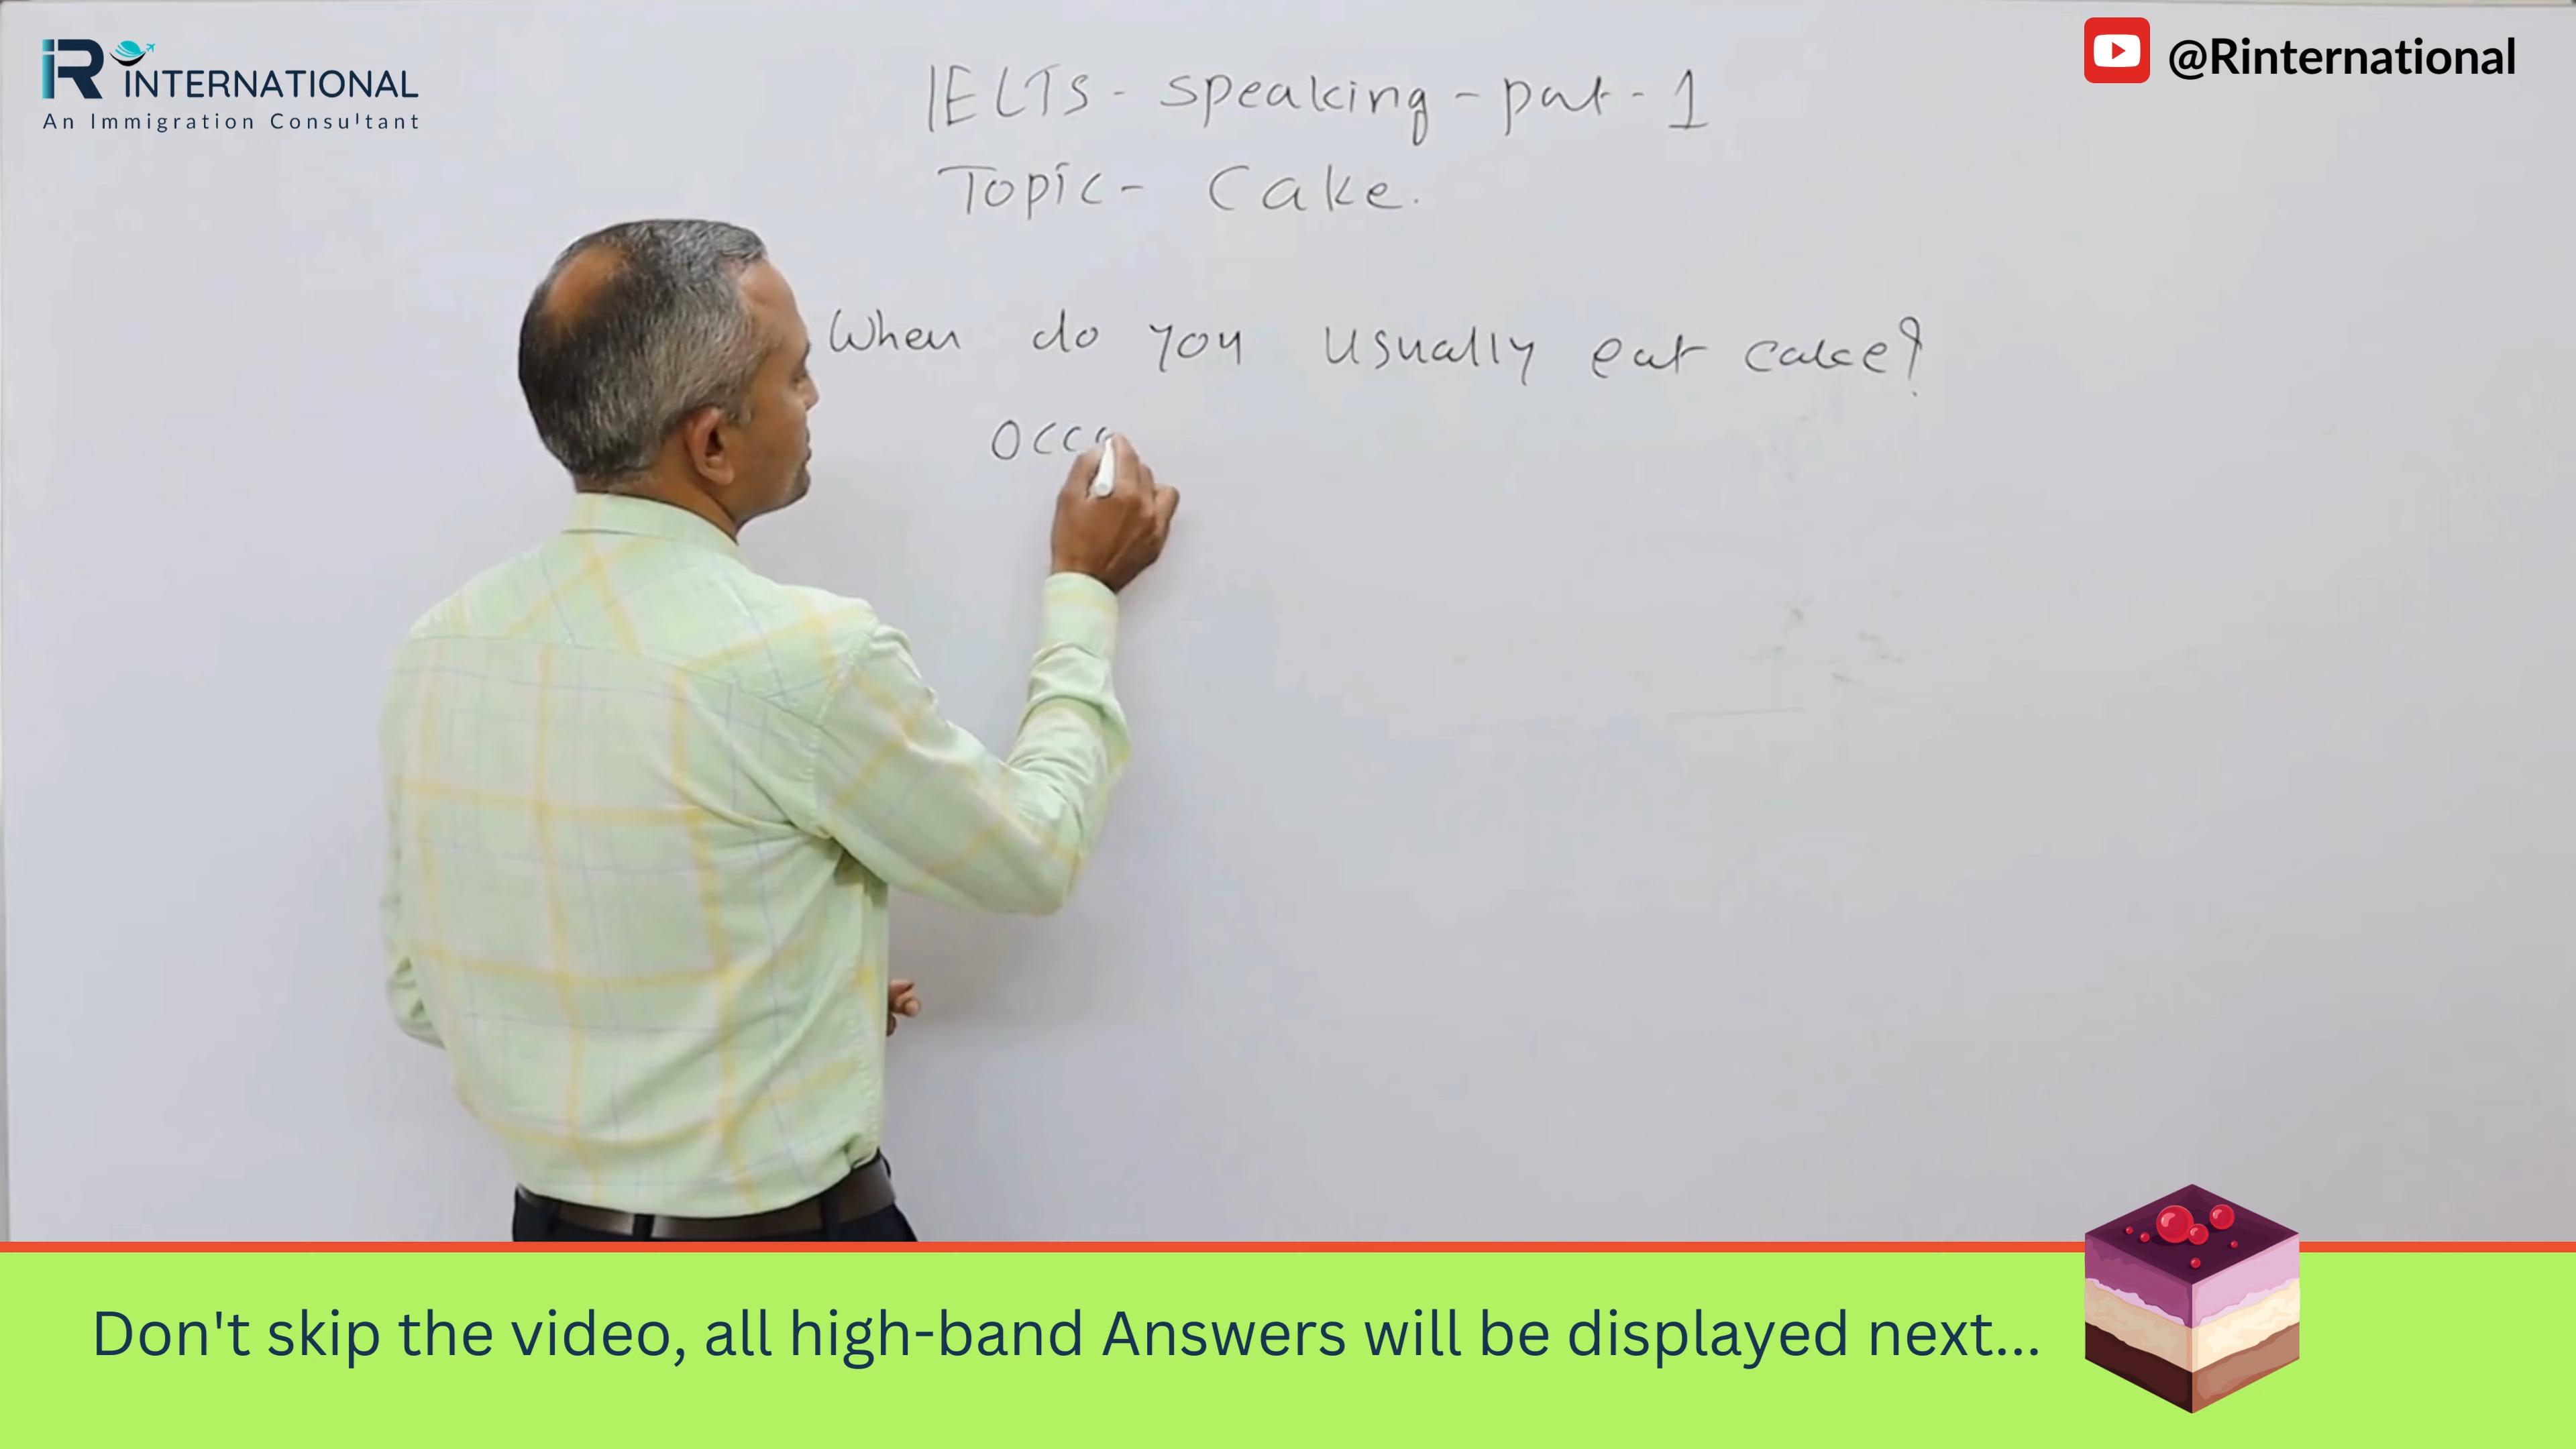 iR INTERNATIONAL
An Immigration Consultant
@Rinternational
IELTS - speaking - part - 1
Topic - Cake.
When do you usually eat cake?
occ
Don't skip the video, all high-band Answers will be displayed next...